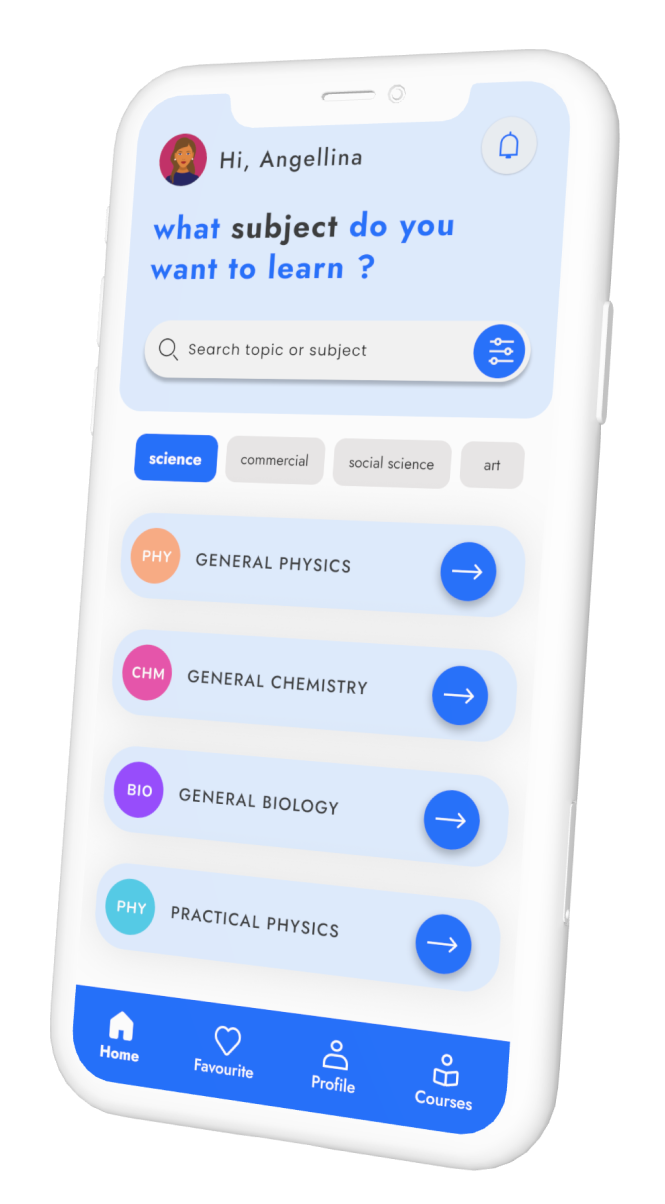 Hi, Angellina
what subject do you
want to learn ?
Search topic or subject
science
commercial
social science
art
PHY
GENERAL PHYSICS
CHM
GENERAL CHEMISTRY
BIO
GENERAL BIOLOGY
PHY
PRACTICAL PHYSICS
Home
Favourite
Profile
Courses